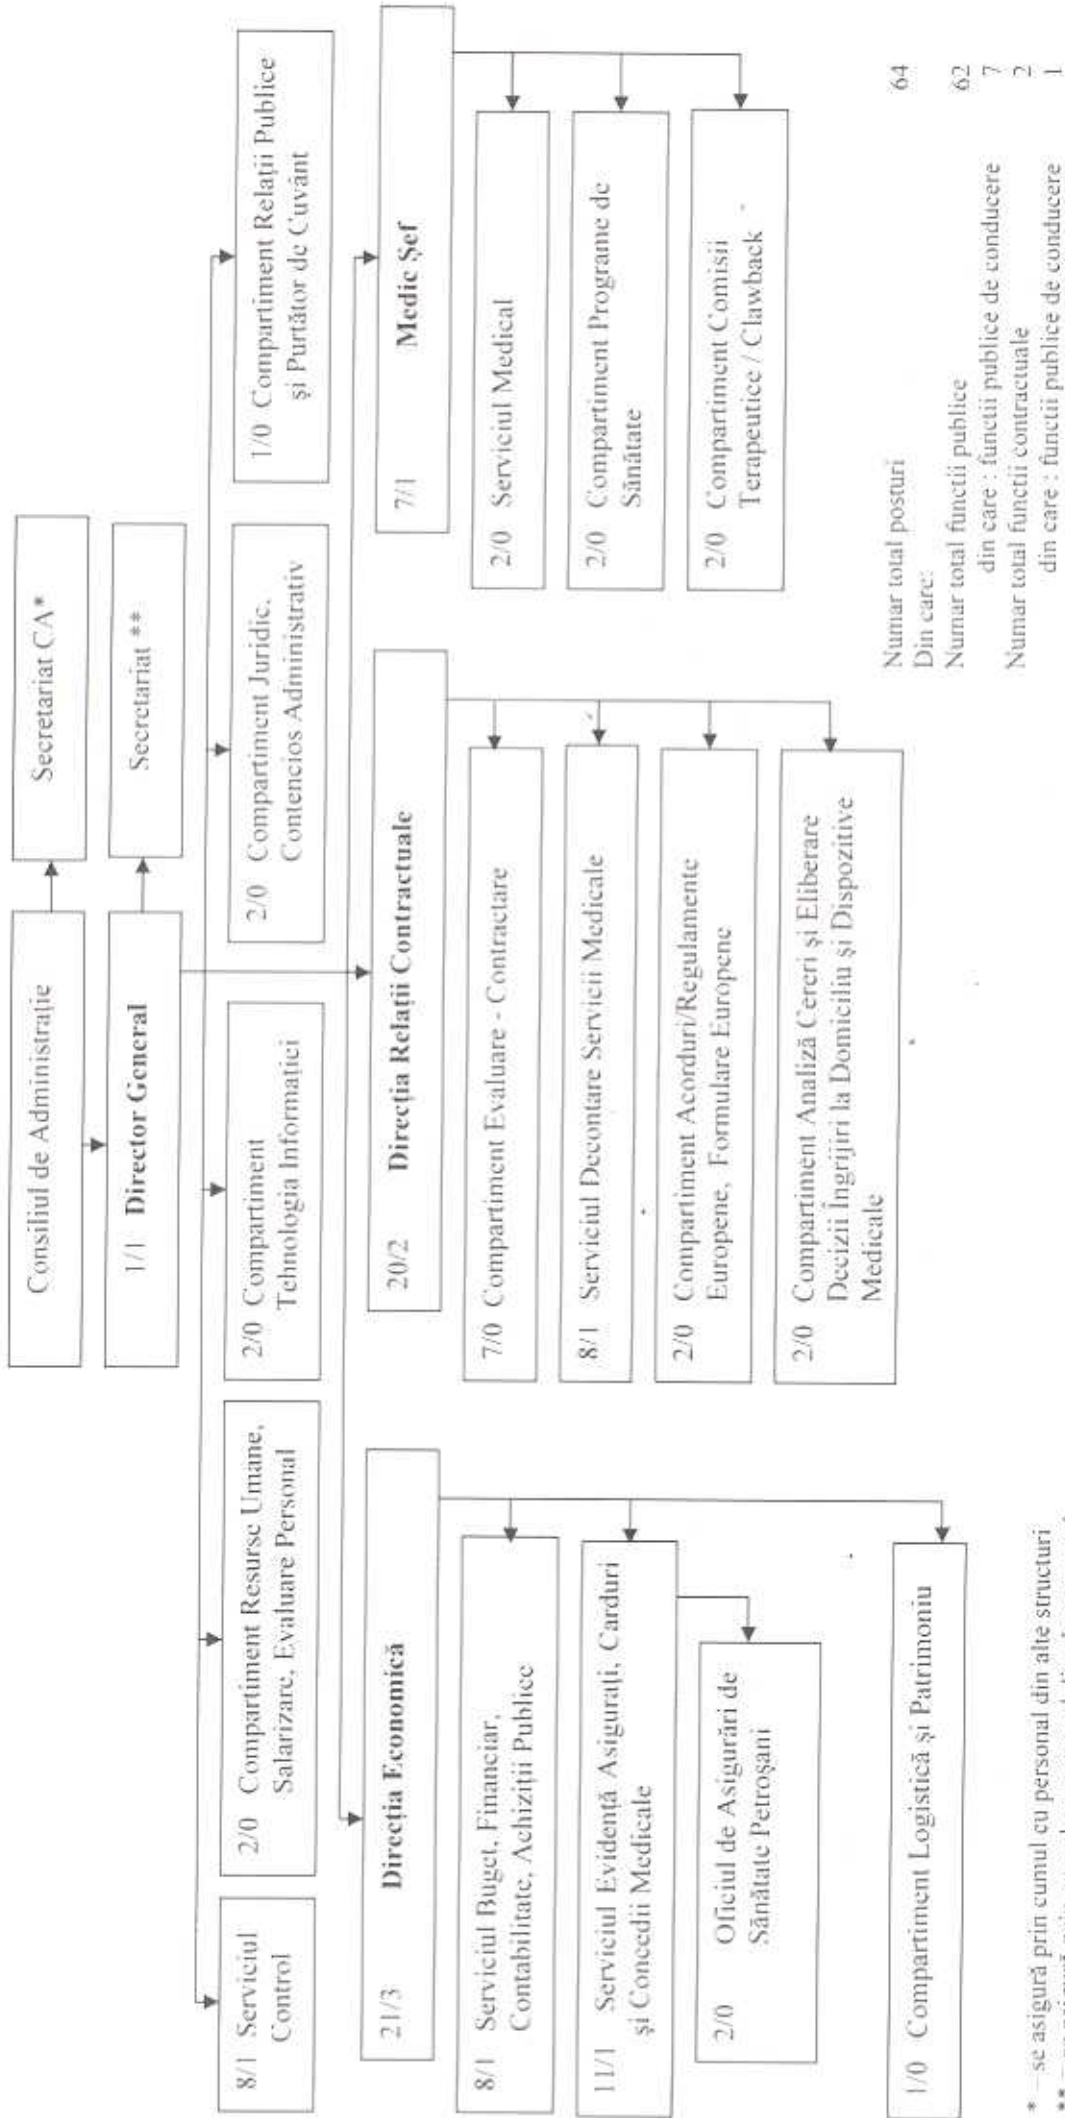 Consiliul de Administrație
Secretariat CA*
1/1 Director General
Secretariat **
8/1 Serviciul
Control
2/0 Compartiment Resurse Umane,
Salarizare, Evaluare Personal
2/0 Compartiment
Tehnologia Informației
2/0 Compartiment Juridic,
Contencios Administrativ
1/0 Compartiment Relații Publice
și Purtător de Cuvânt
21/3 Direcția Economică
8/1 Serviciul Buget, Financiar,
Contabilitate, Achiziții Publice
11/1 Serviciul Evidență Asigurați, Carduri
și Concedii Medicale
2/0 Oficiul de Asigurări de
Sănătate Petroșani
1/0 Compartiment Logistică și Patrimoniu
20/2 Direcția Relații Contractuale
7/0 Compartiment Evaluare - Contractare
8/1 Serviciul Decontare Servicii Medicale
2/0 Compartiment Acorduri/Regulamente
Europene, Formulare Europene
2/0 Compartiment Analiză Cereri și Eliberare
Decizii Îngrijiri la Domiciliu și Dispozitive
Medicale
7/1 Medic Șef
2/0 Serviciul Medical
2/0 Compartiment Programe de
Sănătate
2/0 Compartiment Comisii
Terapeutice / Clawback
Numar total posturi 64
Din care:
Numar total functii publice 62
din care : functii publice de conducere 7
Numar total functii contractuale 2
din care : functii publice de conducere 1
* – se asigură prin cumul cu personal din alte structuri
**